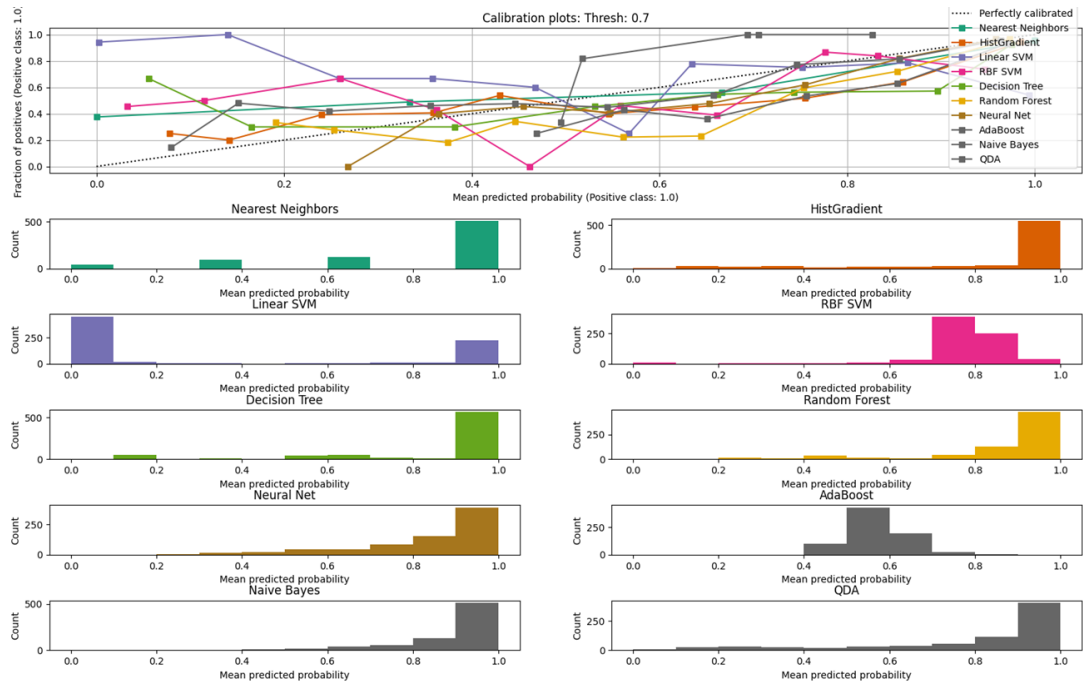 Calibration plots: Thresh: 0.7
Fraction of positives (Positive class: 1.0)
1.0
0.8
0.6
0.4
0.2
0.0
Perfectly calibrated
Nearest Neighbors
HistGradient
Linear SVM
RBF SVM
Decision Tree
Random Forest
Neural Net
AdaBoost
Naive Bayes
QDA
0.0 0.2 0.4 0.6 0.8 1.0
Mean predicted probability (Positive class: 1.0)
Nearest Neighbors
Count
500
0
0.0 0.2 0.4 0.6 0.8 1.0
Mean predicted probability
HistGradient
Count
500
0
0.0 0.2 0.4 0.6 0.8 1.0
Mean predicted probability
Linear SVM
Count
250
0
0.0 0.2 0.4 0.6 0.8 1.0
Mean predicted probability
RBF SVM
Count
250
0
0.0 0.2 0.4 0.6 0.8 1.0
Mean predicted probability
Decision Tree
Count
500
0
0.0 0.2 0.4 0.6 0.8 1.0
Mean predicted probability
Random Forest
Count
250
0
0.0 0.2 0.4 0.6 0.8 1.0
Mean predicted probability
Neural Net
Count
250
0
0.0 0.2 0.4 0.6 0.8 1.0
Mean predicted probability
AdaBoost
Count
250
0
0.0 0.2 0.4 0.6 0.8 1.0
Mean predicted probability
Naive Bayes
Count
500
0
0.0 0.2 0.4 0.6 0.8 1.0
Mean predicted probability
QDA
Count
250
0
0.0 0.2 0.4 0.6 0.8 1.0
Mean predicted probability